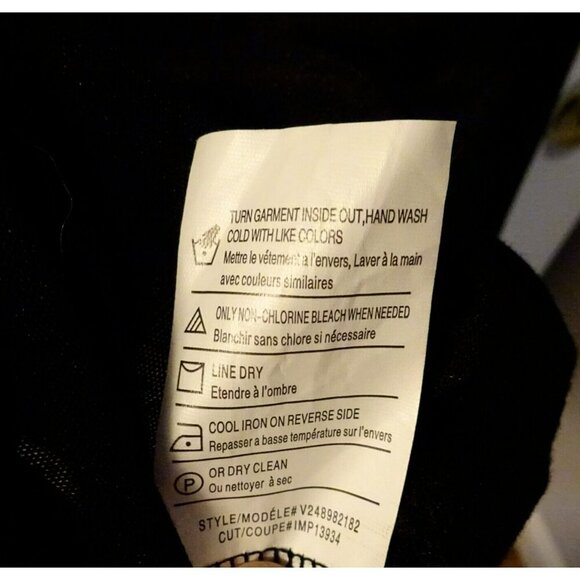 TURN GARMENT INSIDE OUT,HAND WASH
COLD WITH LIKE COLORS
Mettre le vétement a l'envers, Laver à la main
avec couleurs similaires
ONLY NON-CHLORINE BLEACH WHEN NEEDED
Blanchir sans chlore si nécessaire
LINE DRY
Etendre à l'ombre
COOL IRON ON REVERSE SIDE
Repasser a basse température sur l'envers
P
OR DRY CLEAN
Ou nettoyer à sec
STYLE/MODÉLE# V248982182
CUT/COUPE#IMP13934